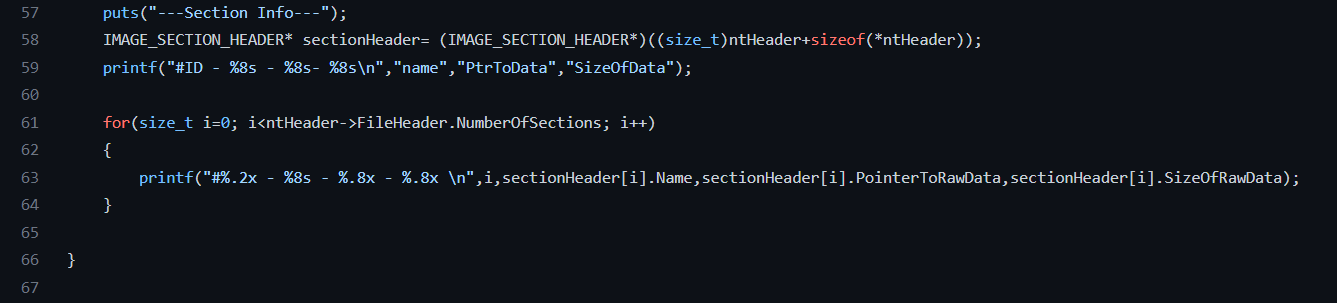 57 puts("---Section Info---");
58 IMAGE_SECTION_HEADER* sectionHeader= (IMAGE_SECTION_HEADER*)((size_t)ntHeader+sizeof(*ntHeader));
59 printf("#ID - %8s - %8s- %8s\n","name","PtrToData","SizeOfData");
60
61 for(size_t i=0; i<ntHeader->FileHeader.NumberOfSections; i++)
62 {
63 printf("#%.2x - %8s - %.8x - %.8x \n",i,sectionHeader[i].Name,sectionHeader[i].PointerToRawData,sectionHeader[i].SizeOfRawData);
64 }
65
66 }
67